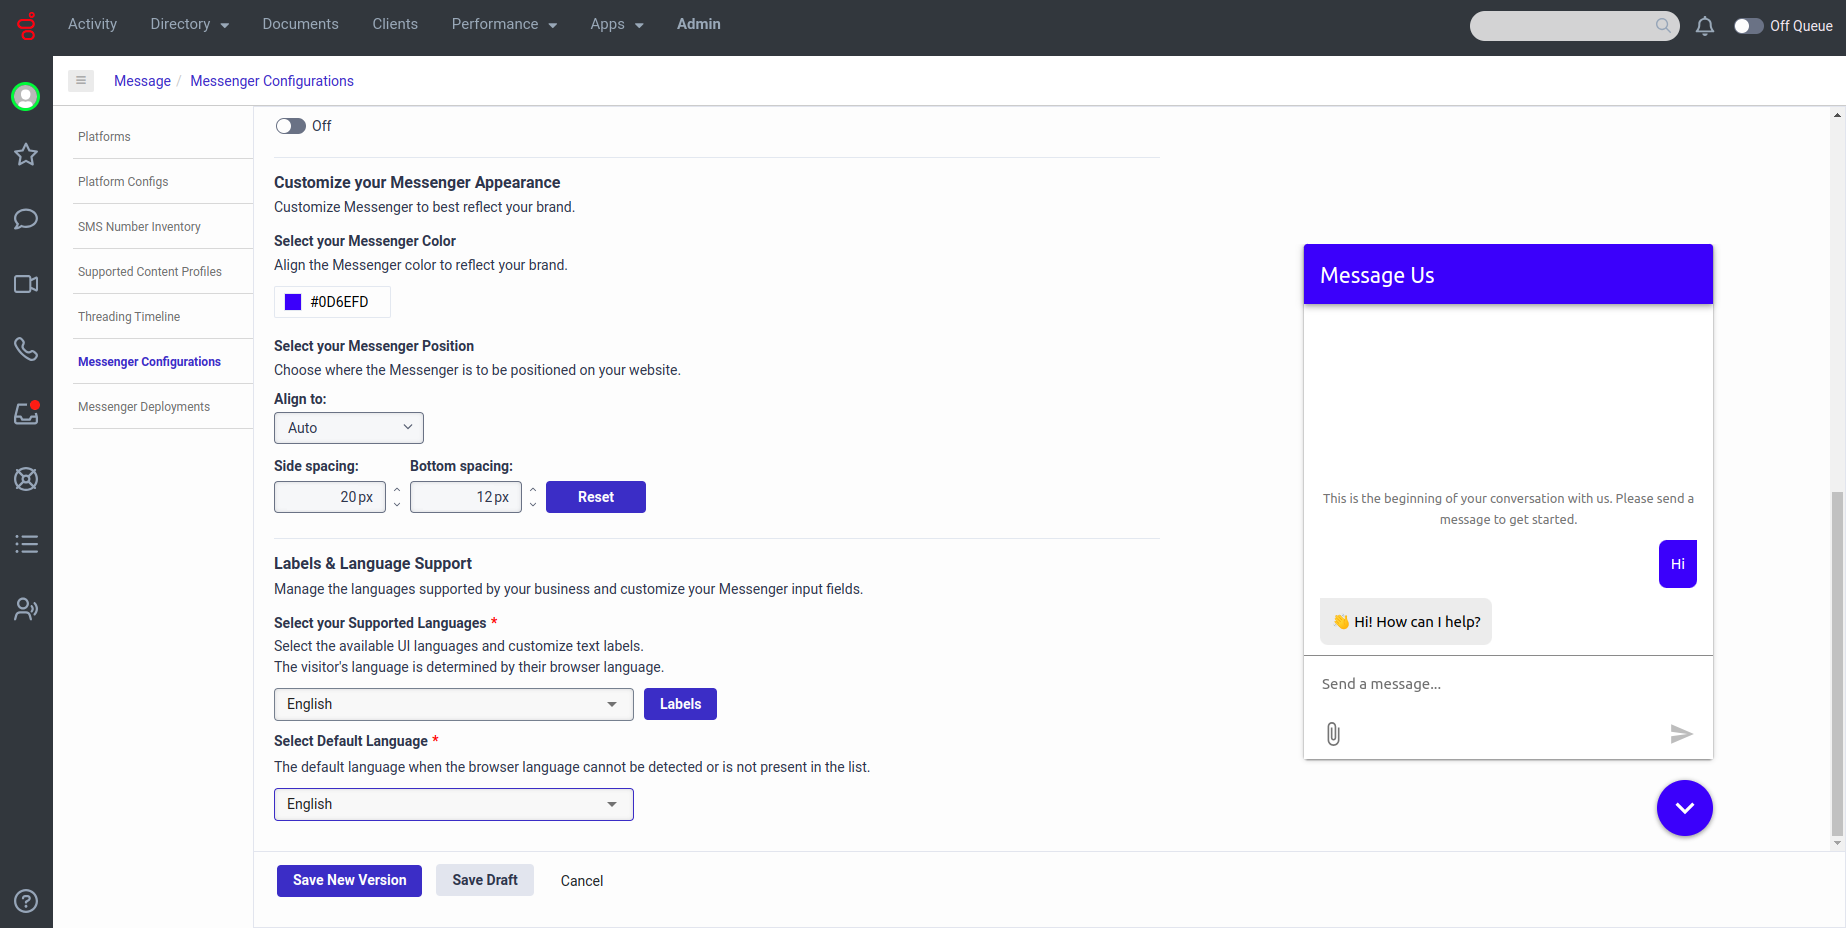 Activity
Directory
Documents
Clients
Performance
Apps
Admin
Off Queue
Message / Messenger Configurations
Platforms
Platform Configs
SMS Number Inventory
Supported Content Profiles
Threading Timeline
Messenger Configurations
Messenger Deployments
Off
Customize your Messenger Appearance
Customize Messenger to best reflect your brand.
Select your Messenger Color
Align the Messenger color to reflect your brand.
#0D6EFD
Select your Messenger Position
Choose where the Messenger is to be positioned on your website.
Align to:
Auto
Side spacing:
Bottom spacing:
20 px
12 px
Reset
Labels & Language Support
Manage the languages supported by your business and customize your Messenger input fields.
Select your Supported Languages *
Select the available UI languages and customize text labels.
The visitor's language is determined by their browser language.
English
Labels
Select Default Language *
The default language when the browser language cannot be detected or is not present in the list.
English
Save New Version
Save Draft
Cancel
Message Us
This is the beginning of your conversation with us. Please send a
message to get started.
Hi
👋 Hi! How can I help?
Send a message...